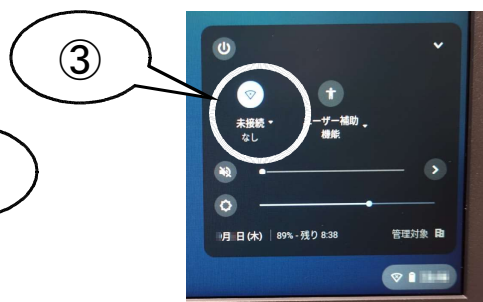 ③
未接続
なし
ーザー補助
機能
月 日(木) 89% - 残り 8:38 管理対象